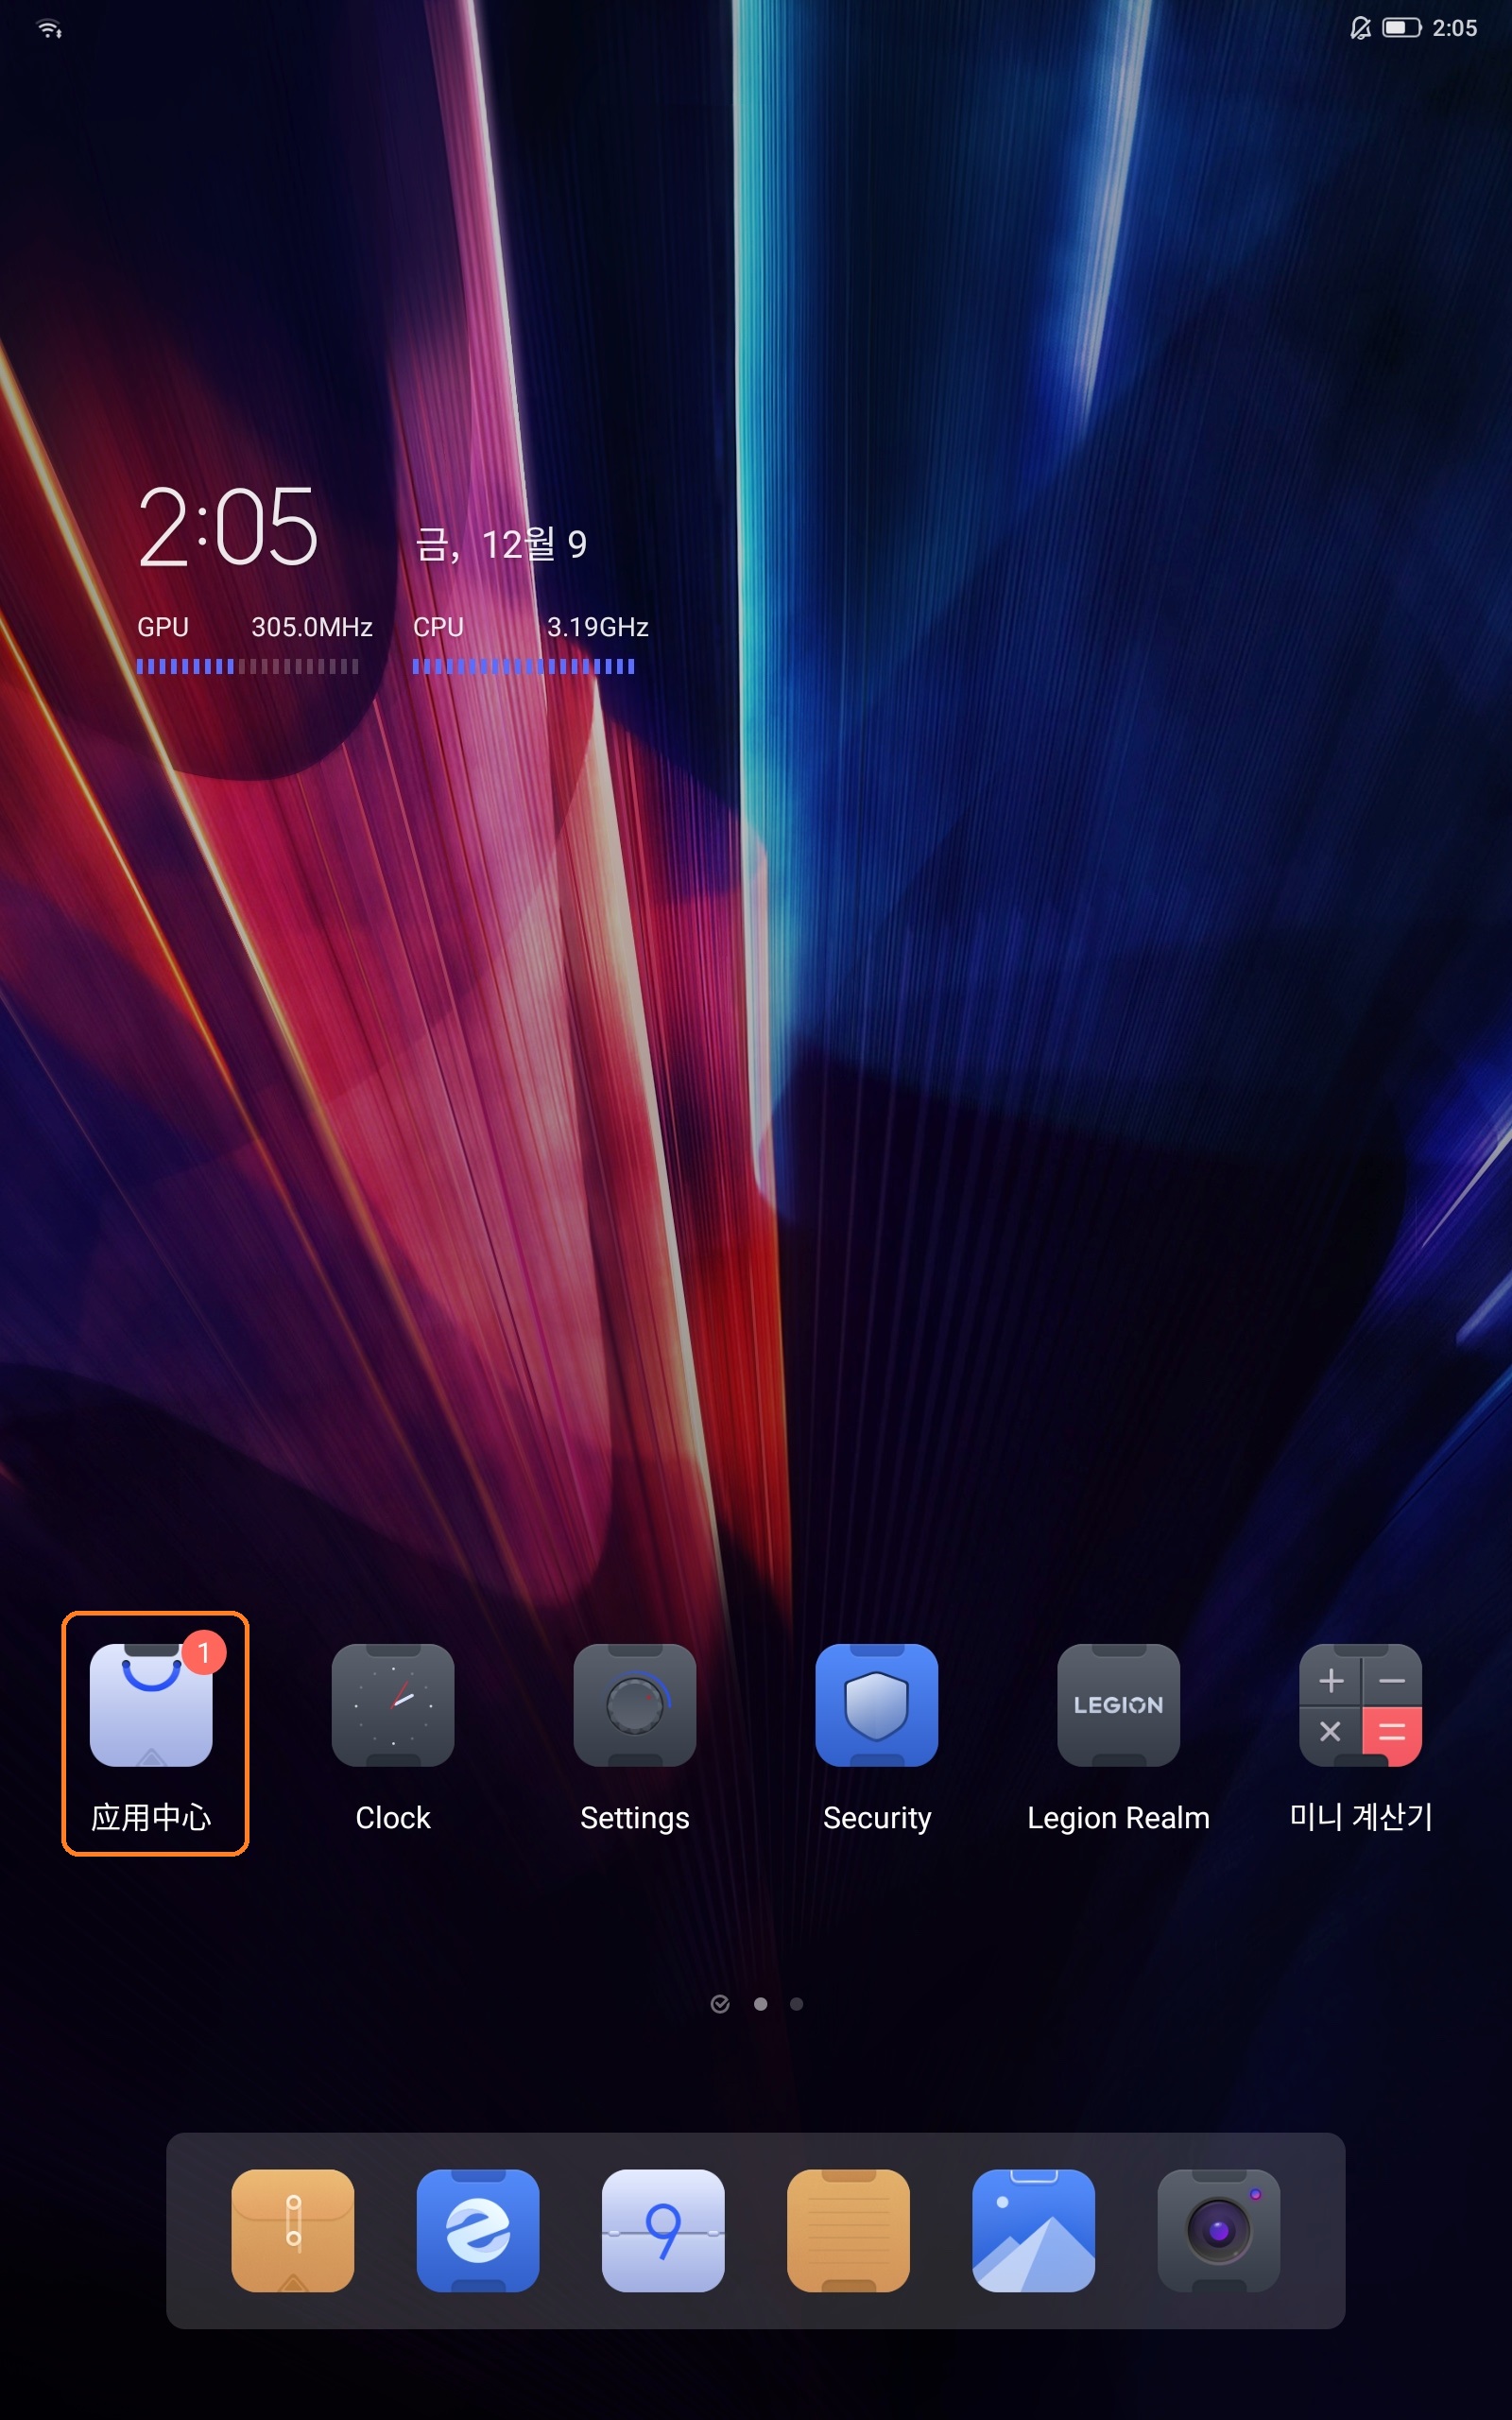 2:05
2:05
금, 12월 9
GPU 305.0MHz CPU 3.19GHz
1
LEGION
应用中心 Clock Settings Security Legion Realm 미니 계산기
9